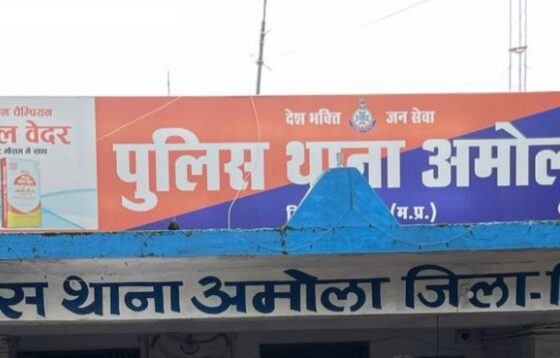 देश भक्ति जन सेवा
चैम्पियन
वेदर
पुलिस थाना अमोल
(म.प्र.)
स थाना अमोला जिला-